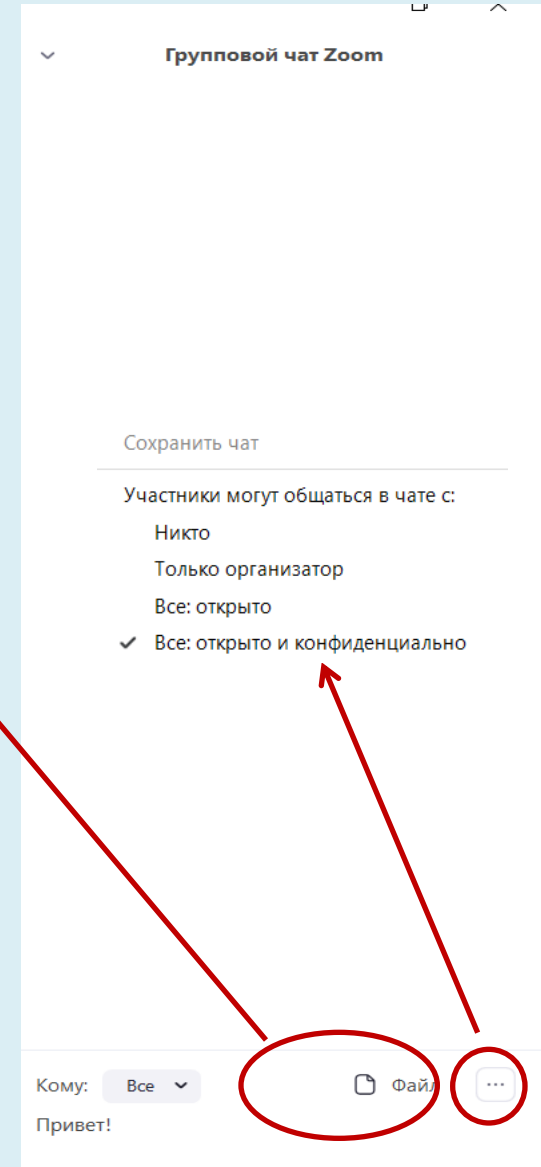 Групповой чат Zoom
Сохранить чат
Участники могут общаться в чате с:
Никто
Только организатор
Все: открыто
Все: открыто и конфиденциально
Кому: Все Файл ...
Привет!